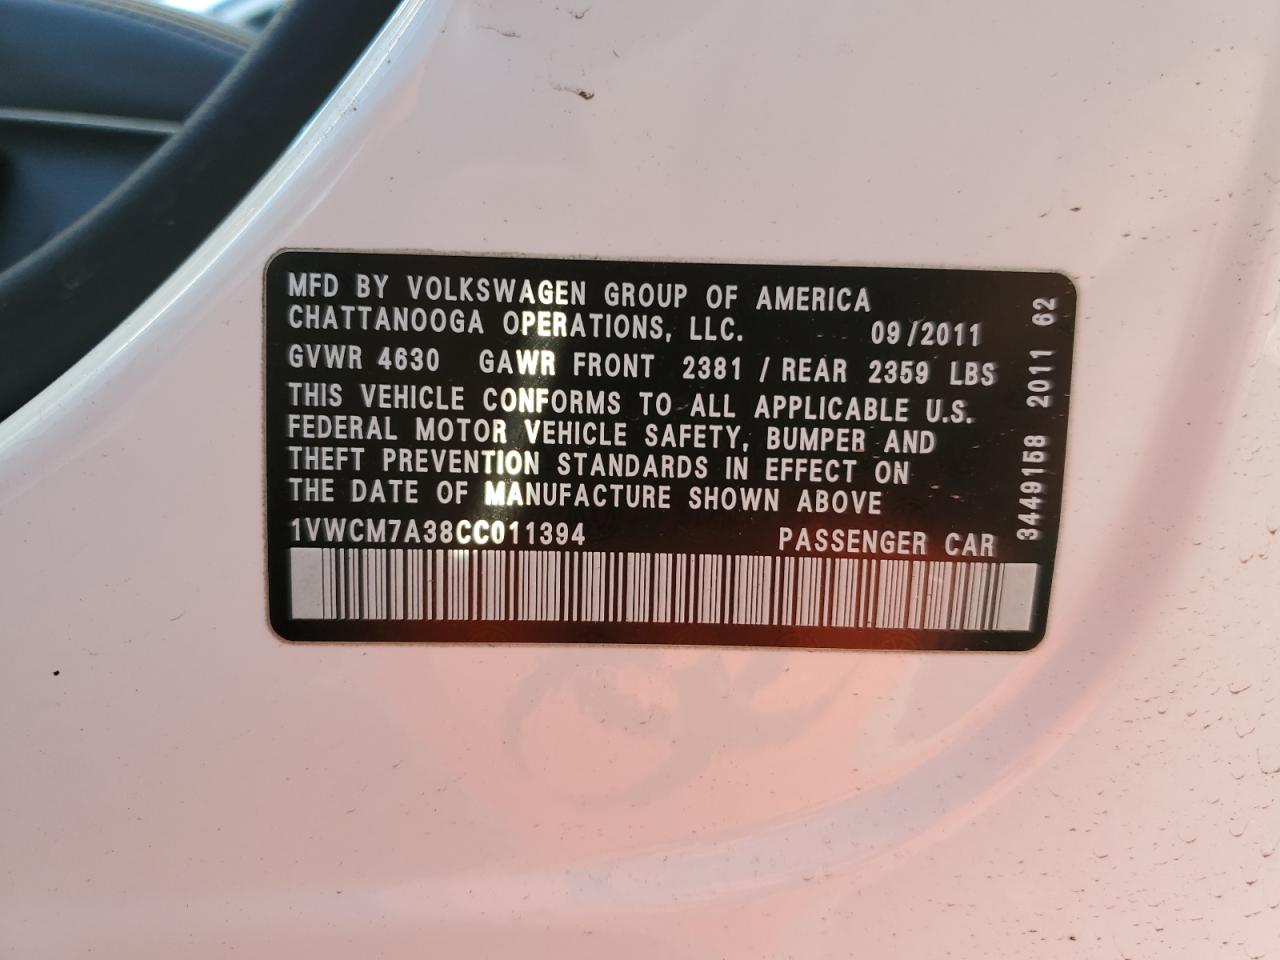 MFD BY VOLKSWAGEN GROUP OF AMERICA
CHATTANOOGA OPERATIONS, LLC. 09/2011
GVWR 4630 GAWR FRONT 2381 / REAR 2359 LBS
THIS VEHICLE CONFORMS TO ALL APPLICABLE U.S.
FEDERAL MOTOR VEHICLE SAFETY, BUMPER AND
THEFT PREVENTION STANDARDS IN EFFECT ON
THE DATE OF MANUFACTURE SHOWN ABOVE
1VWCM7A38CC011394 PASSENGER CAR
3449158 2011 62